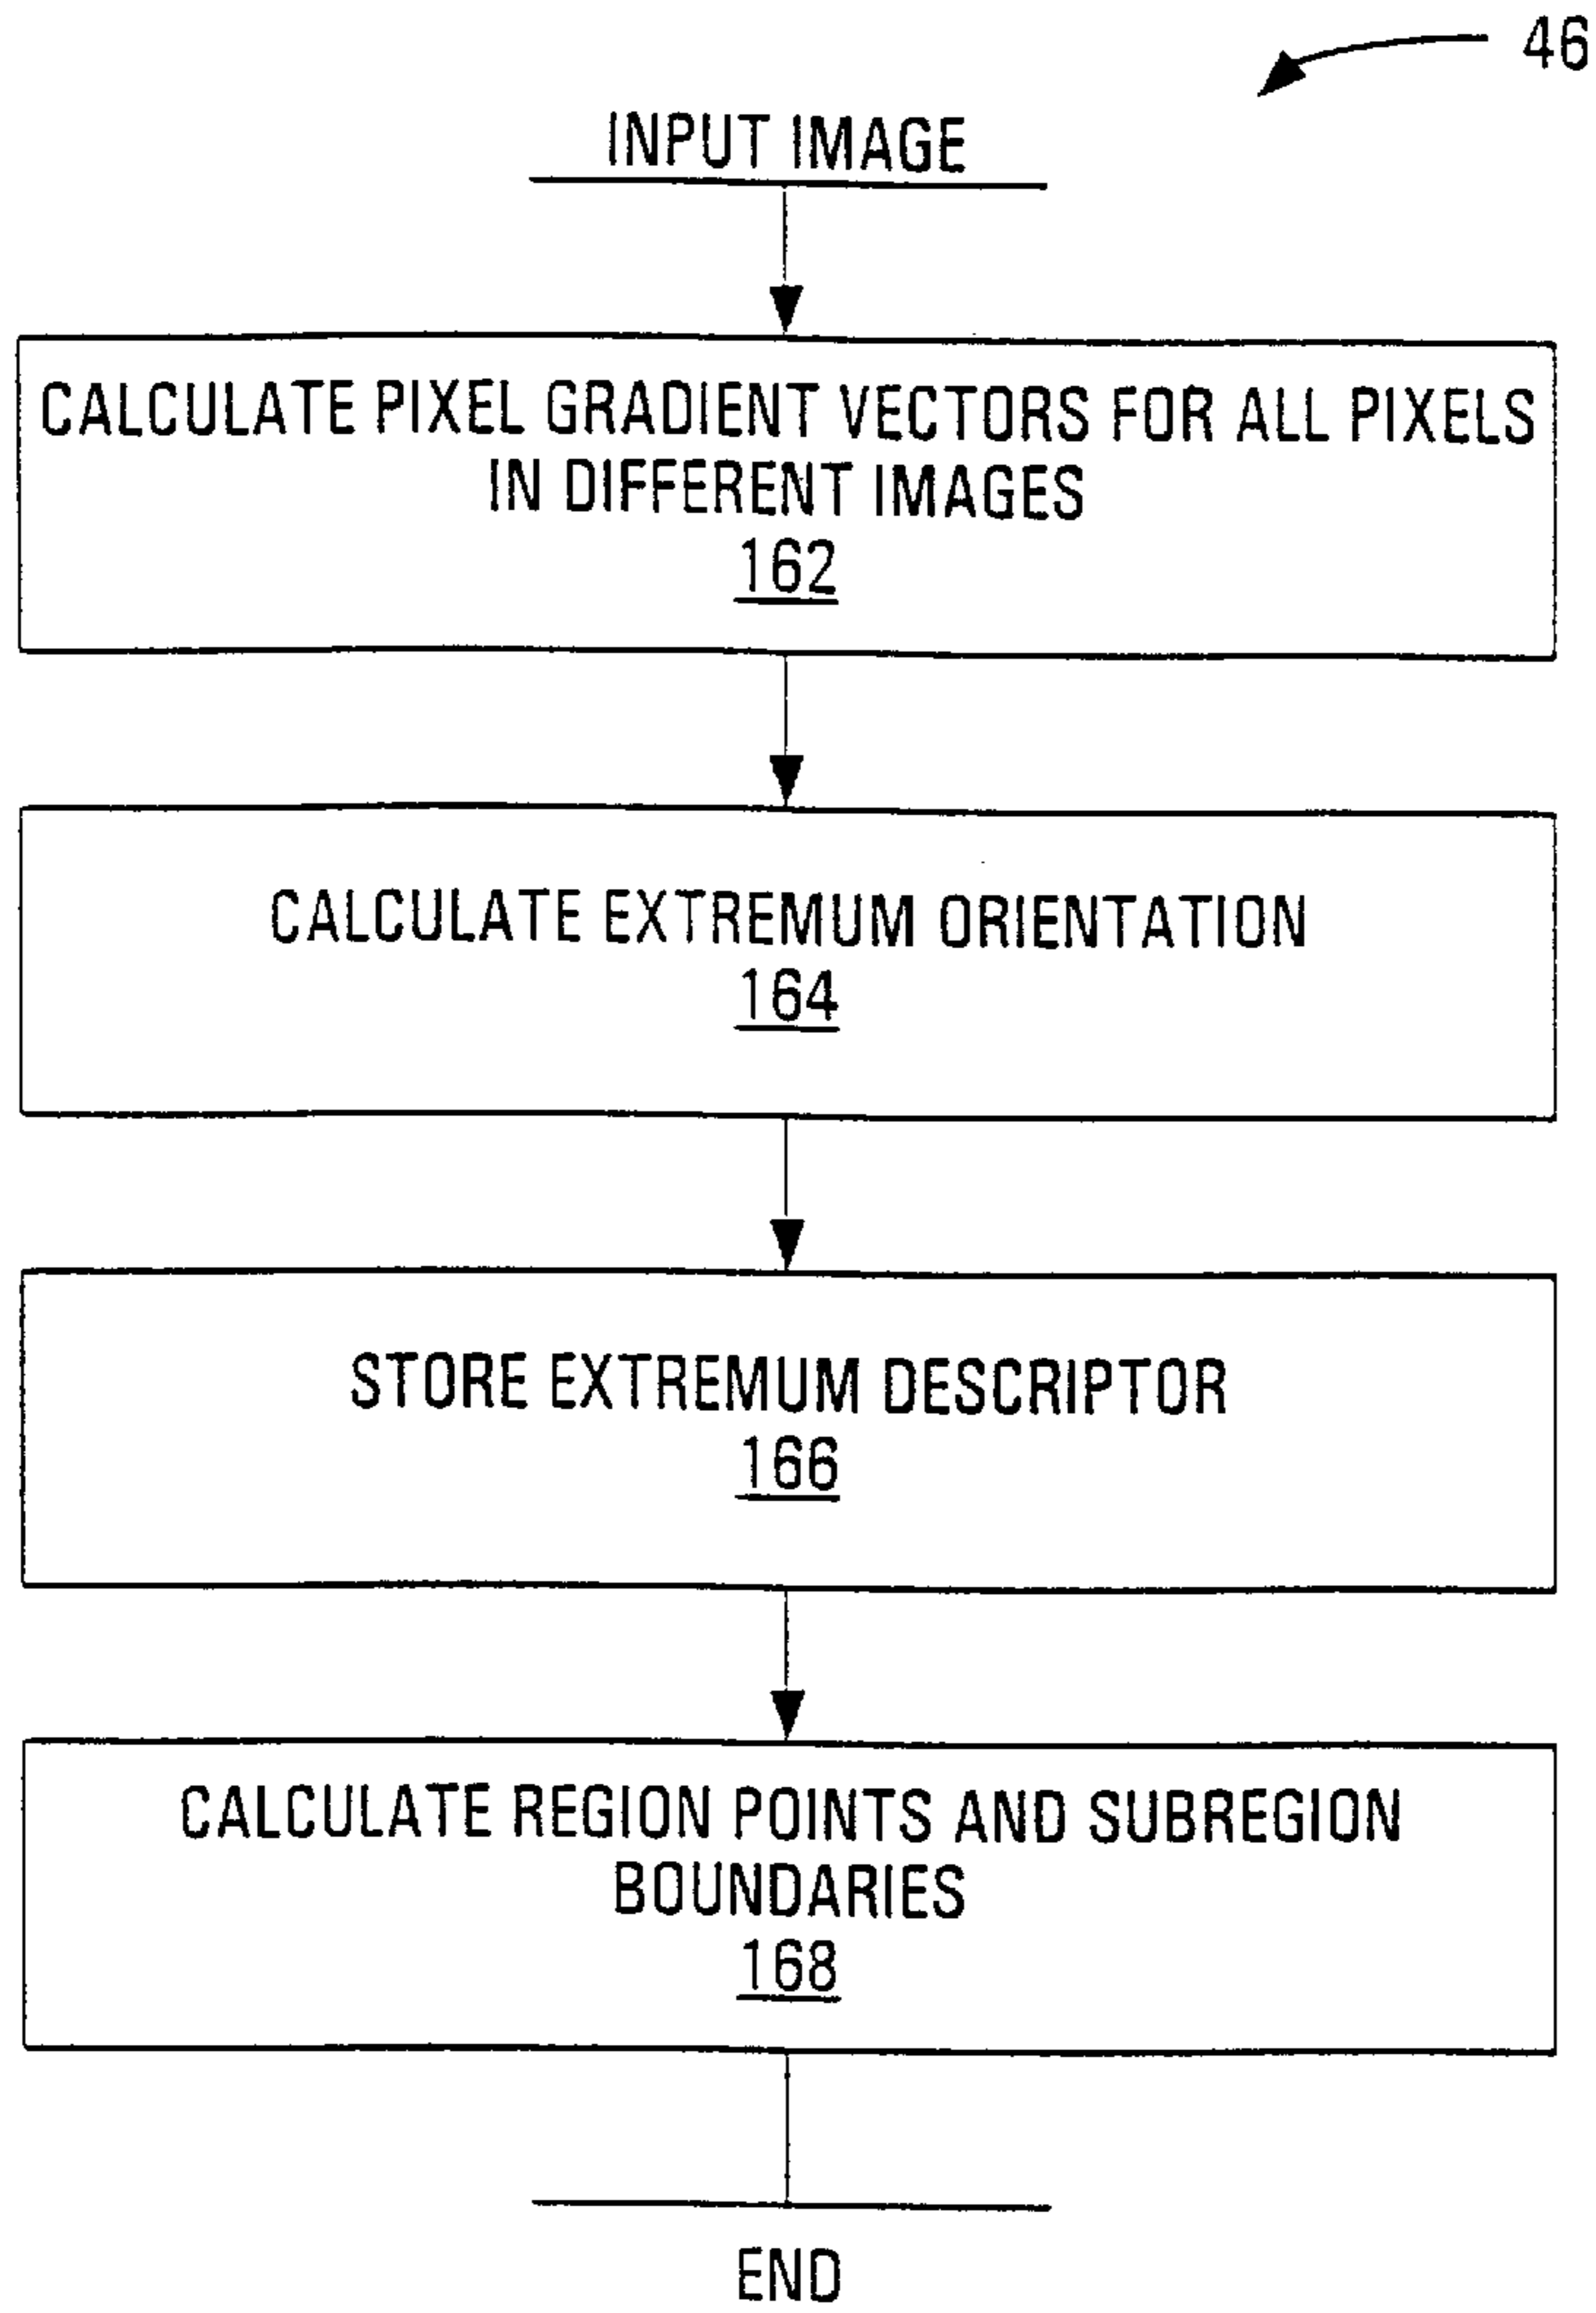 46
INPUT IMAGE
CALCULATE PIXEL GRADIENT VECTORS FOR ALL PIXELS
IN DIFFERENT IMAGES
162
CALCULATE EXTREMUM ORIENTATION
164
STORE EXTREMUM DESCRIPTOR
166
CALCULATE REGION POINTS AND SUBREGION
BOUNDARIES
168
END